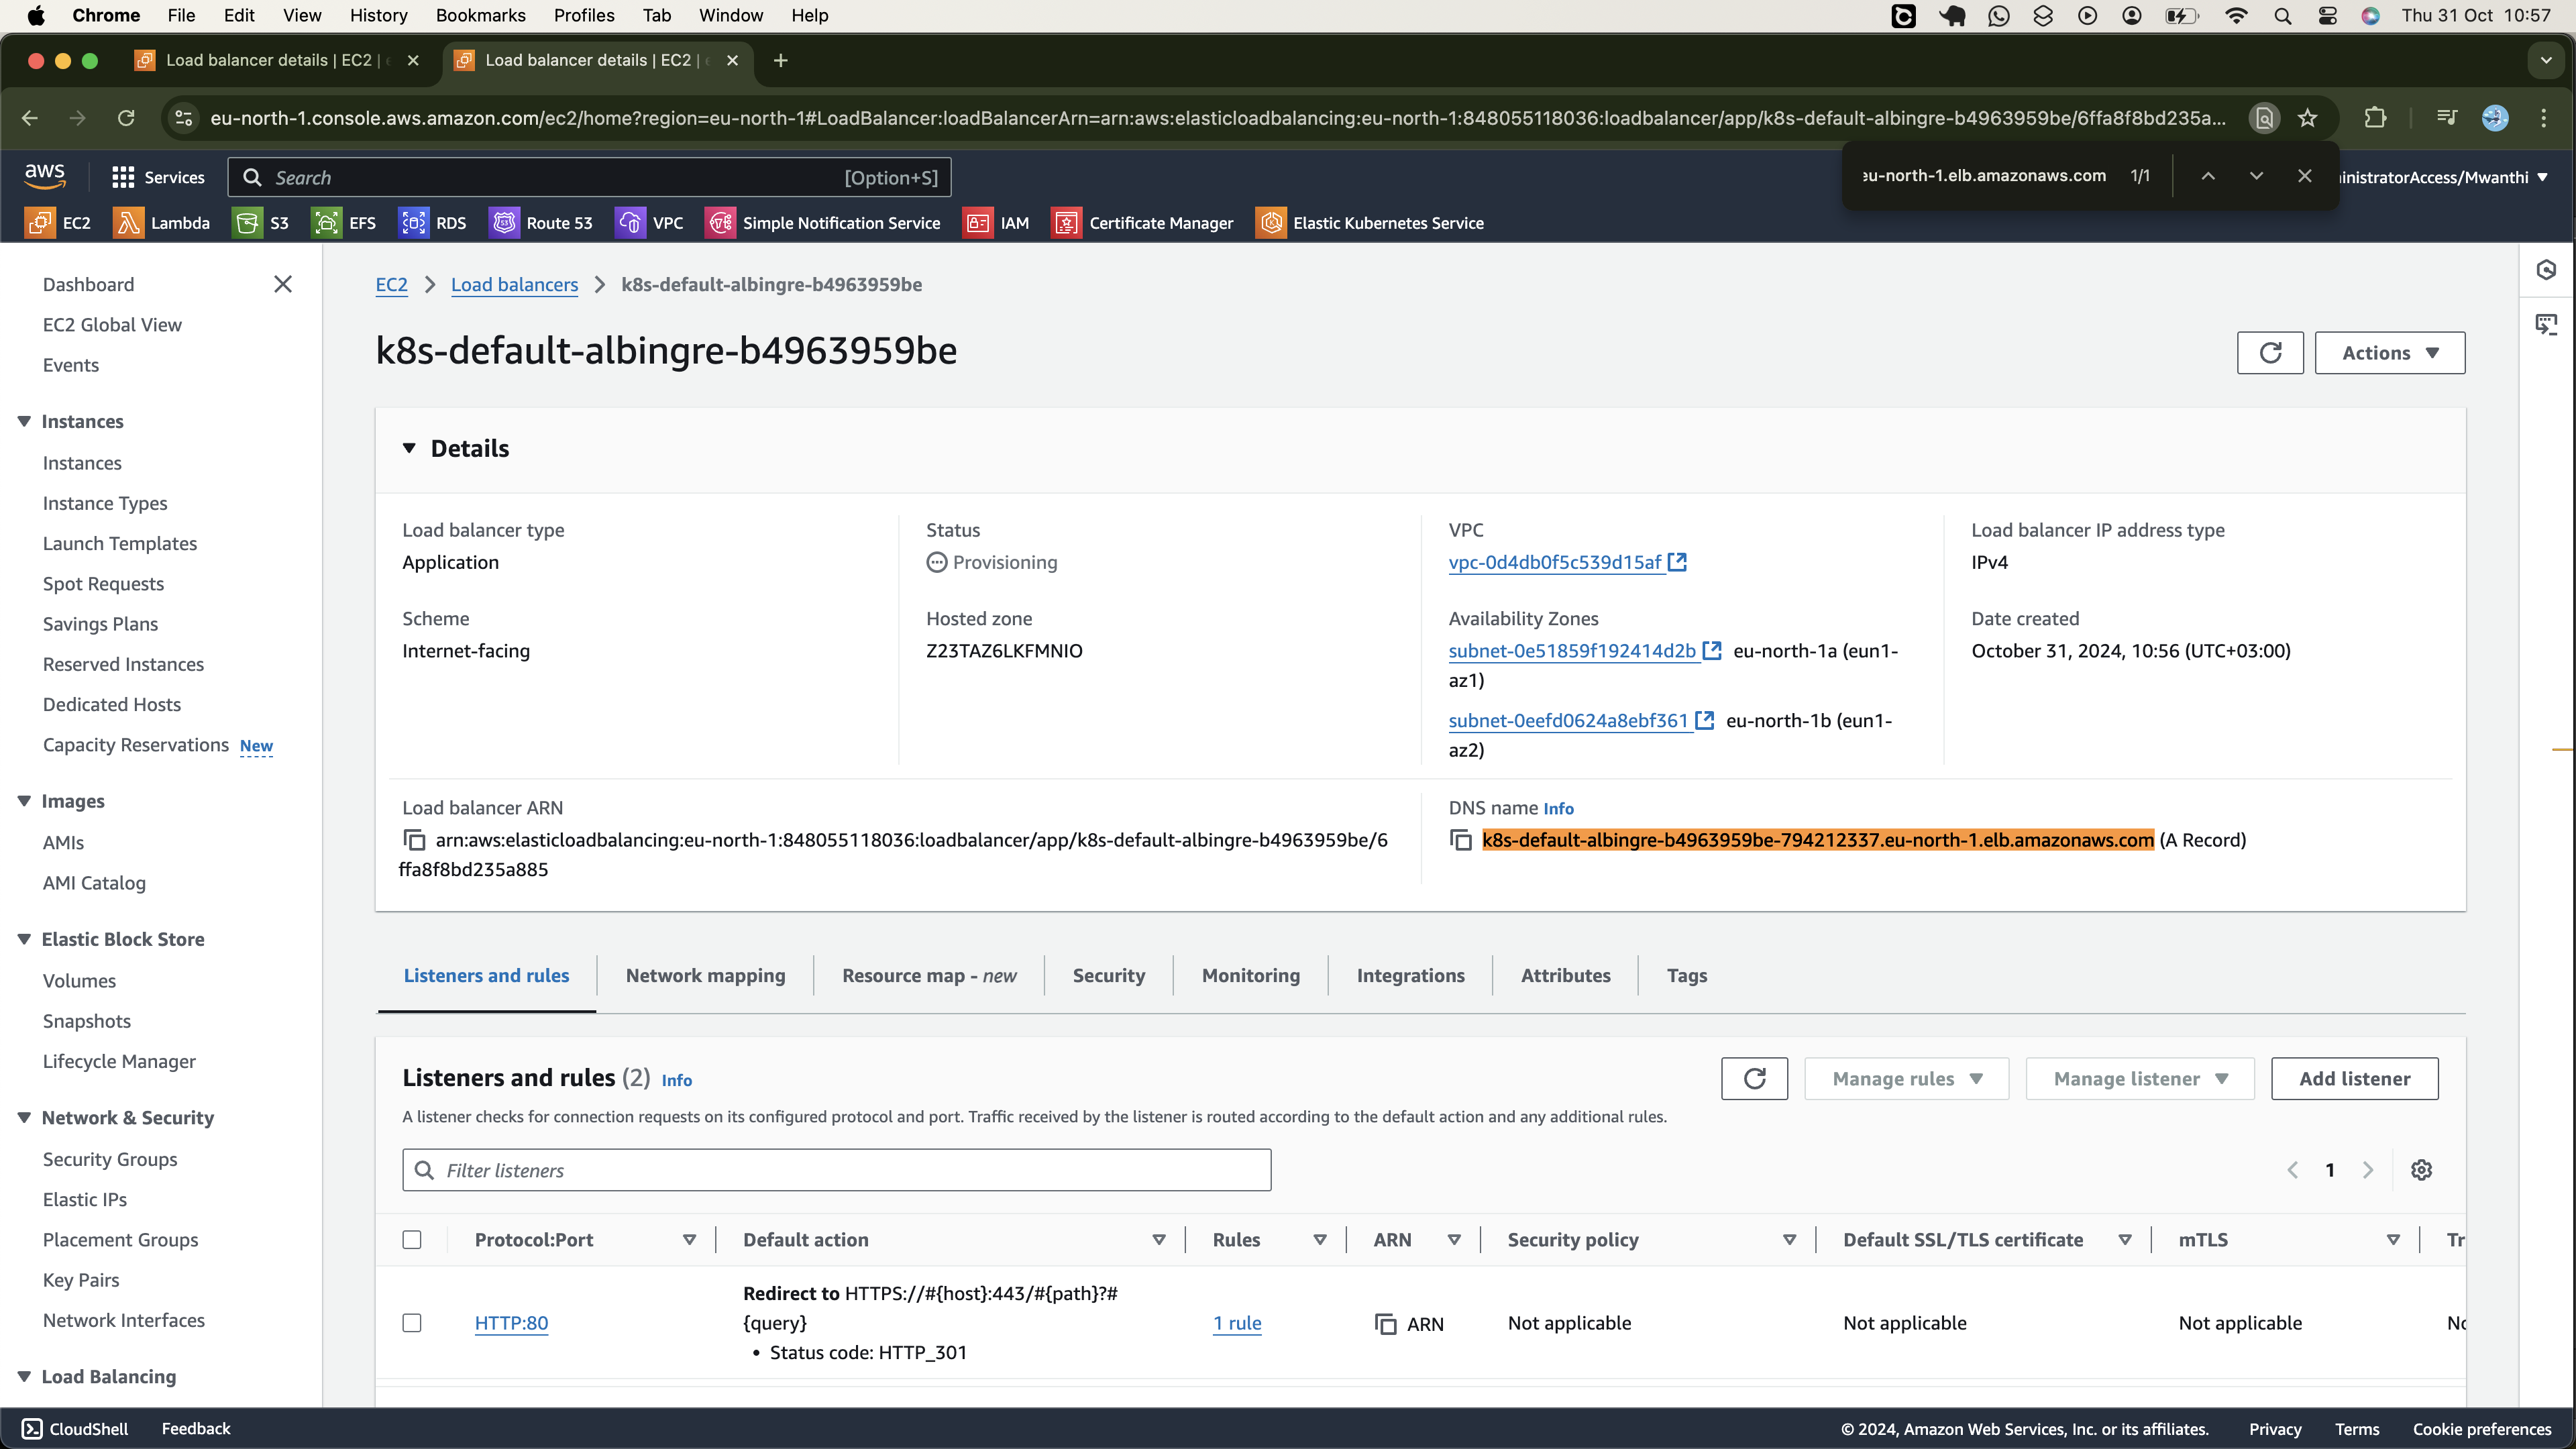 Chrome File Edit View History Bookmarks Profiles Tab Window Help Thu 31 Oct 10:57
Load balancer details | EC2 | Load balancer details | EC2 |
eu-north-1.console.aws.amazon.com/ec2/home?region=eu-north-1#LoadBalancer:loadBalancerArn=arn:aws:elasticloadbalancing:eu-north-1:848055118036:loadbalancer/app/k8s-default-albingre-b4963959be/6ffa8f8bd235a...
aws Services Search [Option+S] eu-north-1.elb.amazonaws.com 1/1 inistratorAccess/Mwanthi
EC2 Lambda S3 EFS RDS Route 53 VPC Simple Notification Service IAM Certificate Manager Elastic Kubernetes Service
Dashboard
EC2 Global View
Events
Instances
Instances
Instance Types
Launch Templates
Spot Requests
Savings Plans
Reserved Instances
Dedicated Hosts
Capacity Reservations New
Images
AMIs
AMI Catalog
Elastic Block Store
Volumes
Snapshots
Lifecycle Manager
Network & Security
Security Groups
Elastic IPs
Placement Groups
Key Pairs
Network Interfaces
Load Balancing
EC2 > Load balancers > k8s-default-albingre-b4963959be
k8s-default-albingre-b4963959be
Actions
Details
Load balancer type
Application
Scheme
Internet-facing
Status
Provisioning
Hosted zone
Z23TAZ6LKFMNIO
VPC
vpc-0d4db0f5c539d15af
Availability Zones
subnet-0e51859f192414d2b eu-north-1a (eun1-
az1)
subnet-0eefd0624a8ebf361 eu-north-1b (eun1-
az2)
Load balancer IP address type
IPv4
Date created
October 31, 2024, 10:56 (UTC+03:00)
Load balancer ARN
arn:aws:elasticloadbalancing:eu-north-1:848055118036:loadbalancer/app/k8s-default-albingre-b4963959be/6
ffa8f8bd235a885
DNS name Info
k8s-default-albingre-b4963959be-794212337.eu-north-1.elb.amazonaws.com (A Record)
Listeners and rules Network mapping Resource map - new Security Monitoring Integrations Attributes Tags
Listeners and rules (2) Info
Manage rules Manage listener Add listener
A listener checks for connection requests on its configured protocol and port. Traffic received by the listener is routed according to the default action and any additional rules.
Filter listeners
1
Protocol:Port Default action Rules ARN Security policy Default SSL/TLS certificate mTLS Tr
Redirect to HTTPS://#{host}:443/#{path}?#
HTTP:80 {query} 1 rule ARN Not applicable Not applicable Not applicable
• Status code: HTTP_301
CloudShell Feedback © 2024, Amazon Web Services, Inc. or its affiliates. Privacy Terms Cookie preferences